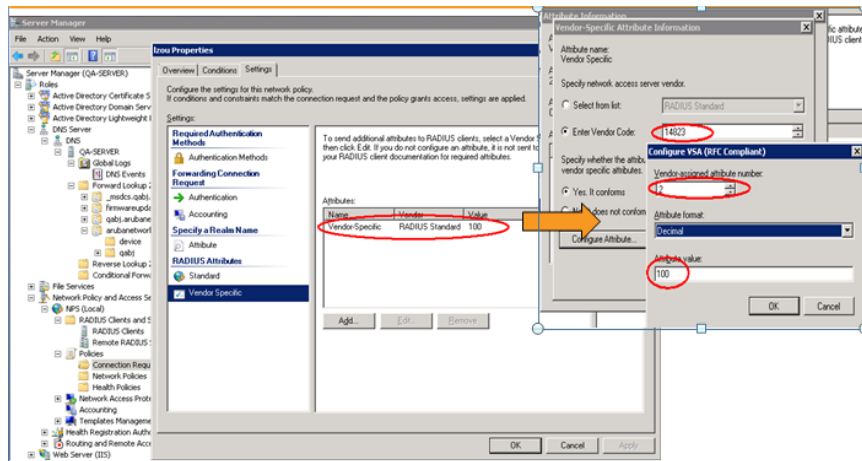 Server Manager
File Action View Help
Server Manager (QA-SERVER)
Roles
Active Directory Certificate S
Active Directory Domain Serv
Active Directory Lightweight I
DNS Server
DNS
QA-SERVER
Global Logs
DNS Events
Forward Lookup
_msdcs.qabj.
firmwareupda
qabj.arubane
arubanetwork
device
qabj
Reverse Lookup
Conditional Forw
File Services
Network Policy and Access Se
NPS (Local)
RADIUS Clients and S
RADIUS Clients
Remote RADIUS
Policies
Connection Requ
Network Policies
Health Policies
Network Access Prote
Accounting
Templates Manageme
Health Registration Autho
Routing and Remote Acce
Web Server (IIS)
Izou Properties
Overview Conditions Settings
Configure the settings for this network policy.
If conditions and constraints match the connection request and the policy grants access, settings are applied.
Settings:
Required Authentication Methods
Authentication Methods
Forwarding Connection Request
Authentication
Accounting
Specify a Realm Name
Attribute
RADIUS Attributes
Standard
Vendor Specific
To send additional attributes to RADIUS clients, select a Vendor S
then click Edit. If you do not configure an attribute, it is not sent to
your RADIUS client documentation for required attributes.
Attributes:
Name Vendor Value
Vendor-Specific RADIUS Standard 100
Add... Edit... Remove
OK Cancel Apply
Attribute Information
Vendor-Specific Attribute Information
Attribute name:
Vendor Specific
Specify network access server vendor.
Select from list: RADIUS Standard
Enter Vendor Code: 14823
Specify whether the attribu
vendor specific attributes.
Yes. It conforms
does not conform
Configure Attribute...
Configure VSA (RFC Compliant)
Vendor-assigned attribute number:
2
Attribute format:
Decimal
Attribute value:
100
OK Cancel
fic attribute
DIUS client